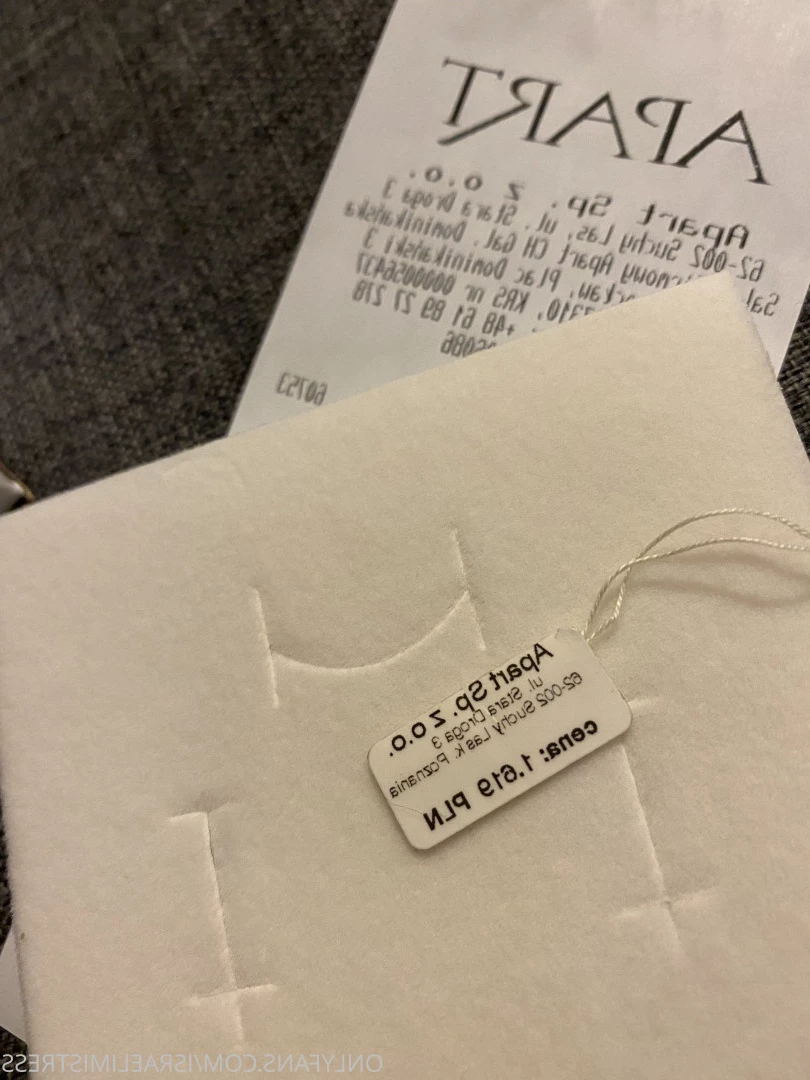 APART
Apart Sp. z o.o.
62-002 Suchy Las, ul. Stara Droga 3
Apart CH Gal. Dominikańska
Plac Dominikański 3
KRS nr 0000056437
+48 61 89 27 278
60753
Apart Sp. z o.o.
ul. Stara Droga 3
62-002 Suchy Las k. Poznania
cena: 1.619 PLN
ONLYFANS.COM/ISRAELIMISTRESS